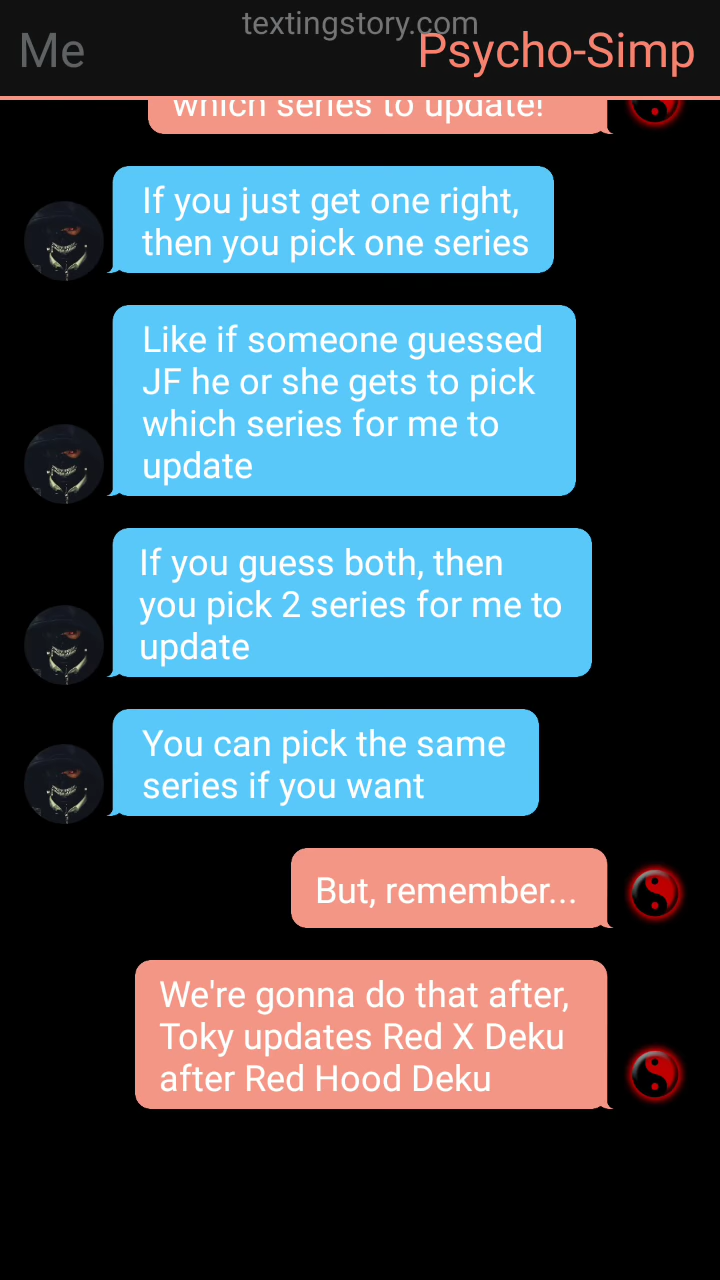 textingstory.com
Me
Psycho-Simp
which series to update!
If you just get one right,
then you pick one series
Like if someone guessed
JF he or she gets to pick
which series for me to
update
If you guess both, then
you pick 2 series for me to
update
You can pick the same
series if you want
But, remember...
We're gonna do that after,
Toky updates Red X Deku
after Red Hood Deku